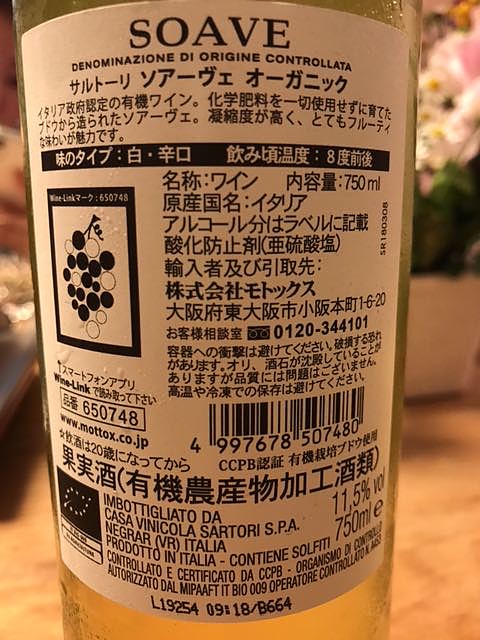 SOAVE
DENOMINAZIONE DI ORIGINE CONTROLLATA
サルトーリ ソアーヴェ オーガニック
イタリア政府認定の有機ワイン。化学肥料を一切使用せずに育てた
ブドウから造られたソアーヴェ。凝縮度が高く、とてもフルーティ
な味わいが魅力です。
味のタイプ：白・辛口 飲み頃温度：8度前後
Wine-Linkマーク：650748
名称：ワイン 内容量：750ml
原産国名：イタリア
アルコール分はラベルに記載
酸化防止剤(亜硫酸塩)
輸入者及び引取先：
株式会社モトックス
大阪府東大阪市小阪本町1-6-20
お客様相談室 0120-344101
容器への衝撃は避けてください。破損する恐れ
があります。オリ、酒石が沈殿していることが
ありますが品質には問題はございません。
高温や冷凍での保存は避けてください。
SR180308
スマートフォンアプリ
Wine-Linkで読み取って下さい
品番 650748
www.mottox.co.jp
4 997678 507480
☆飲酒は20歳になってから
CCPB認証 有機栽培ブドウ使用
果実酒(有機農産物加工酒類)
11,5% vol
750ml e
IMBOTTIGLIATO DA
CASA VINICOLA SARTORI S.P.A.
NEGRAR (VR) ITALIA
PRODOTTO IN ITALIA - CONTIENE SOLFITI
CONTROLLATO E CERTIFICATO DA CCPB - ORGANISMO DI CONTROLLO
AUTORIZZATO DAL MIPAAFT IT BIO 009 OPERATORE CONTROLLATO N.
L19254 09:18/B664